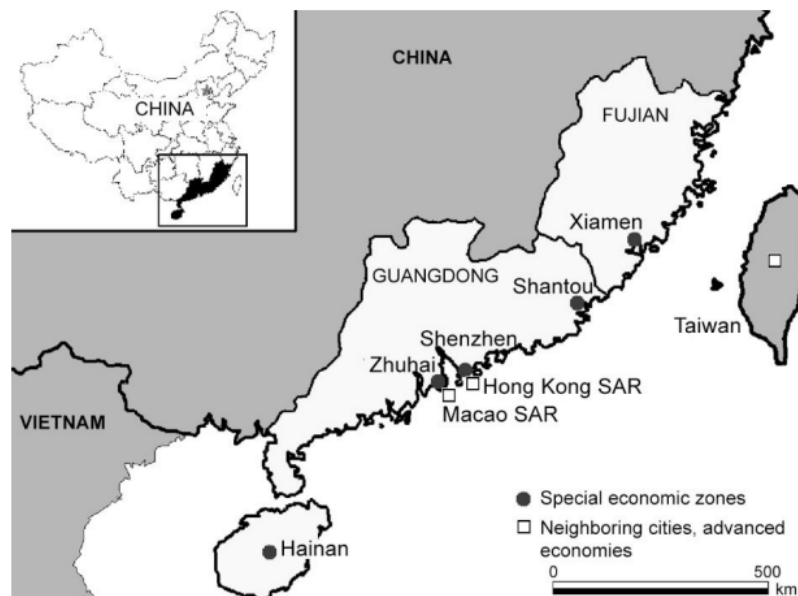 CHINA
CHINA
FUJIAN
Xiamen
GUANGDONG
Shantou
Taiwan
Shenzhen
Zhuhai
Hong Kong SAR
Macao SAR
VIETNAM
Hainan
Special economic zones
Neighboring cities, advanced
economies
0 500
km